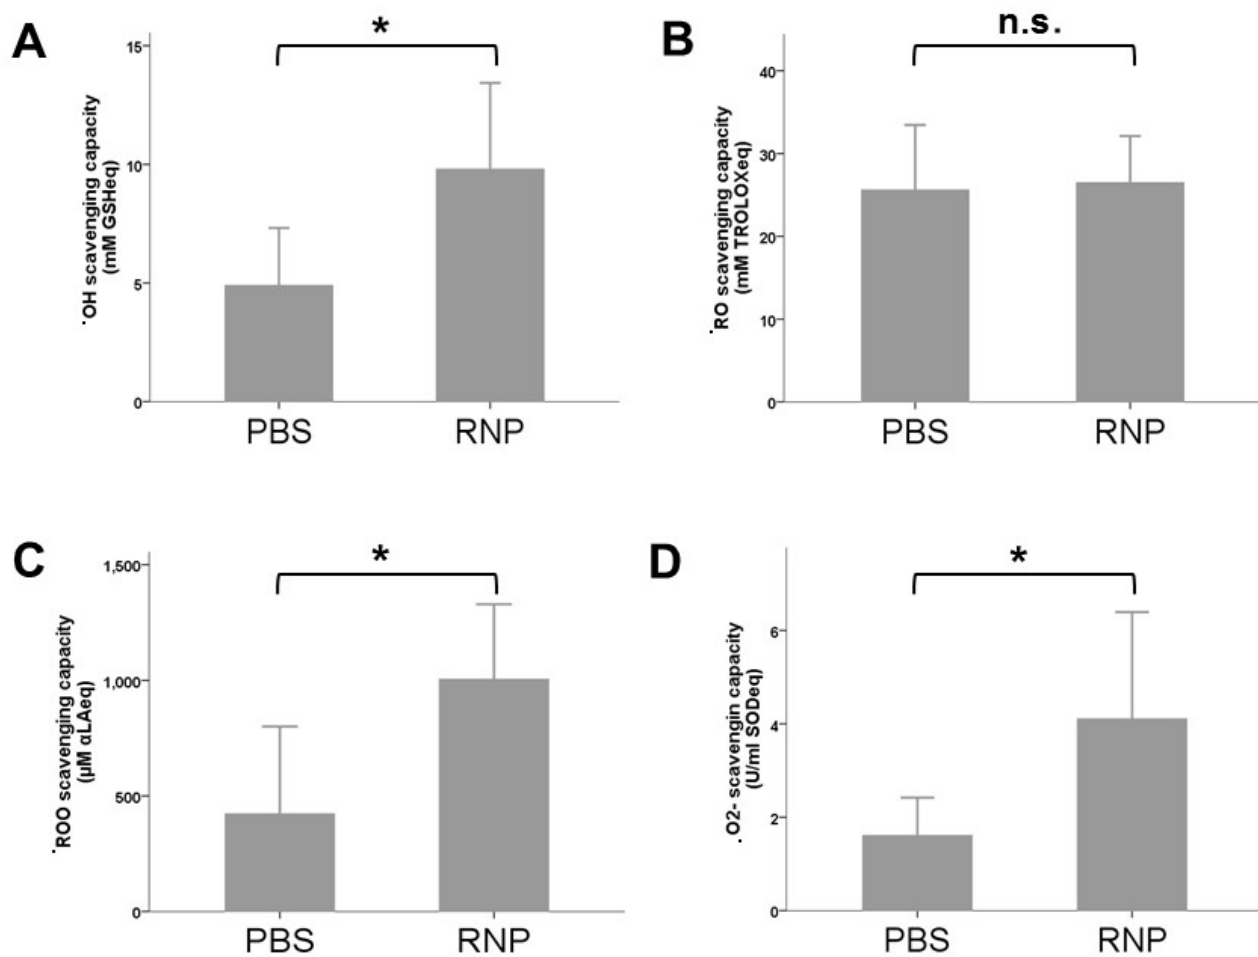 A
*
15
10
5
0
˙OH scavenging capacity
(mM GSHeq)
PBS RNP
B
n.s.
40
30
20
10
0
˙RO scavenging capacity
(mM TROLOXeq)
PBS RNP
C
*
1,500
1,000
500
0
˙ROO scavenging capacity
(μM αLAeq)
PBS RNP
D
*
6
4
2
0
˙O2- scavengin capacity
(U/ml SODeq)
PBS RNP